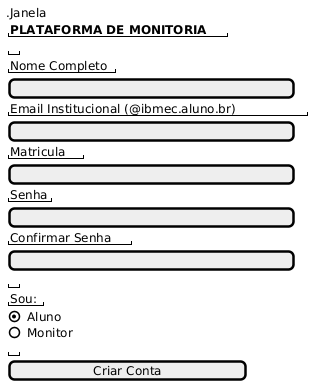 .Janela
PLATAFORMA DE MONITORIA
Nome Completo
Email Institucional (@ibmec.aluno.br)
Matricula
Senha
Confirmar Senha
Sou:
Aluno
Monitor
Criar Conta